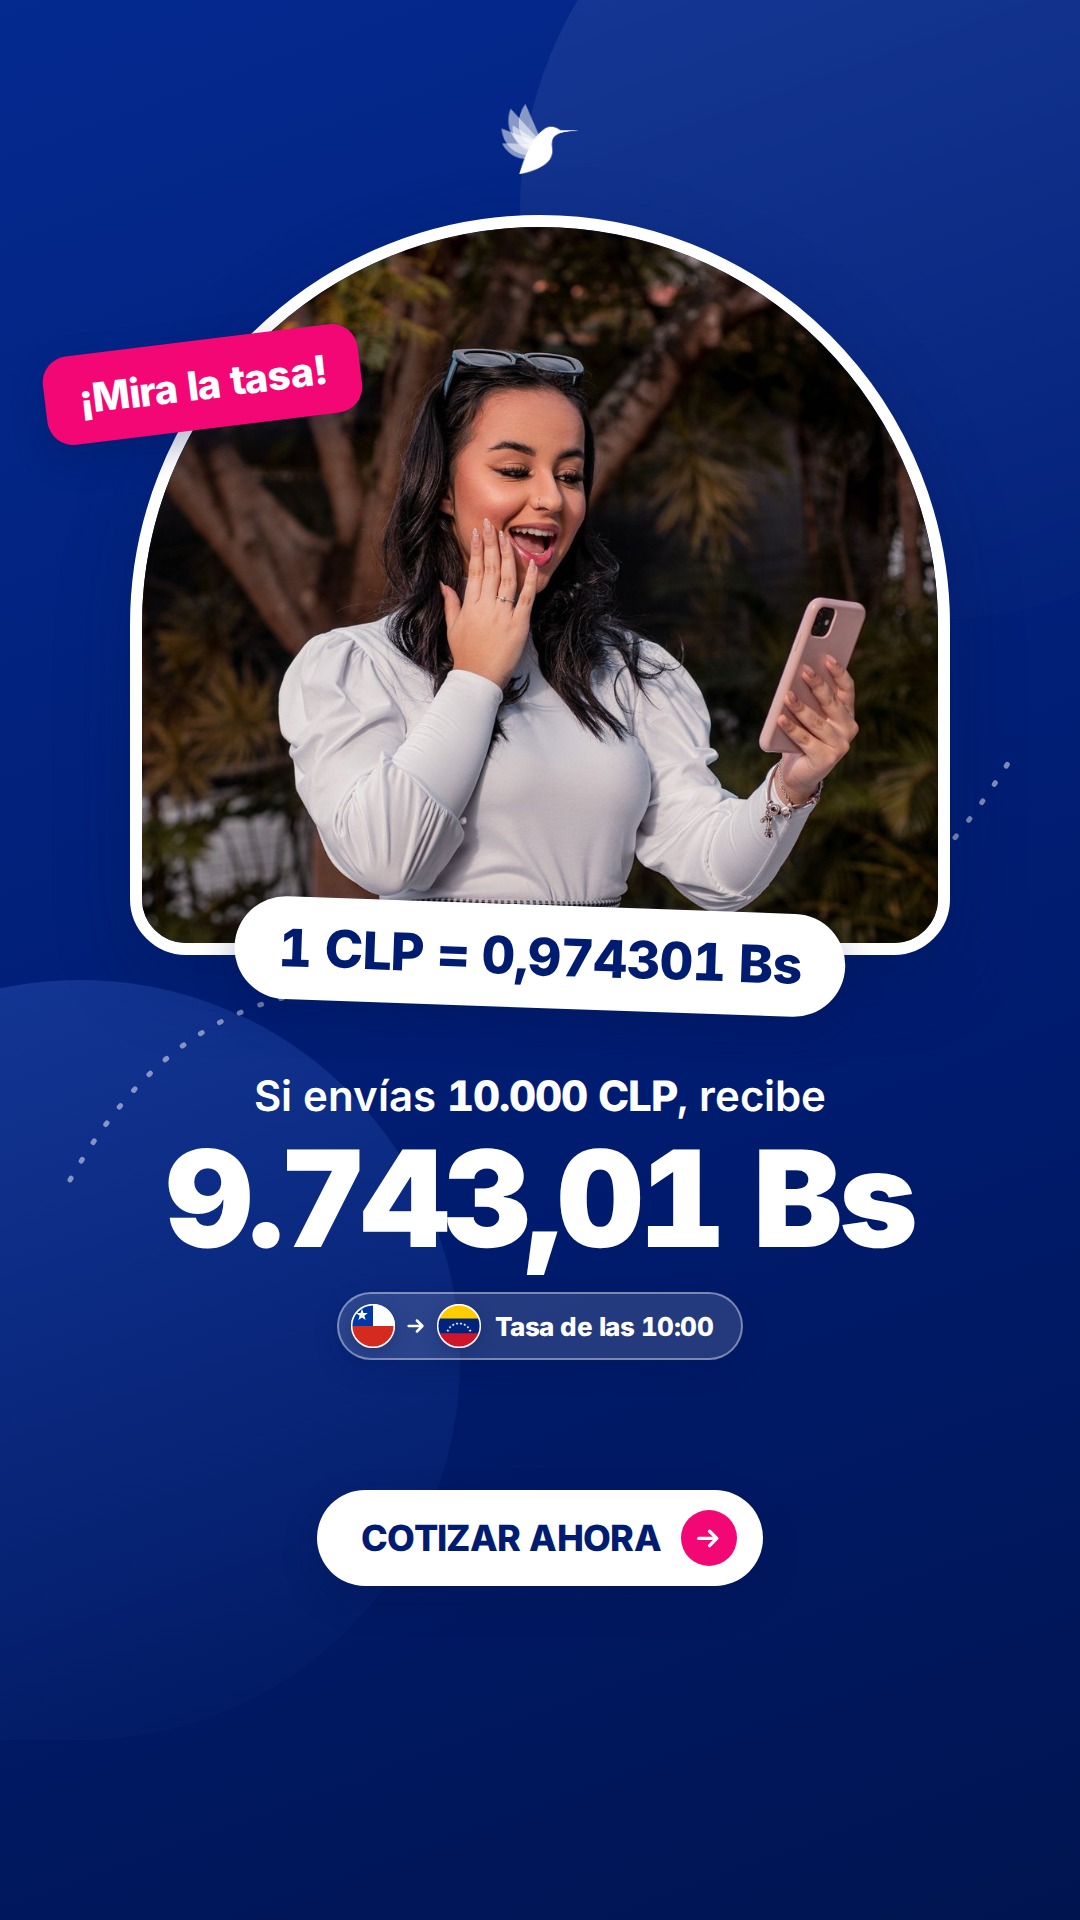 ¡Mira la tasa!
1 CLP = 0,974301 Bs
Si envías 10.000 CLP, recibe
9.743,01 Bs
Tasa de las 10:00
COTIZAR AHORA